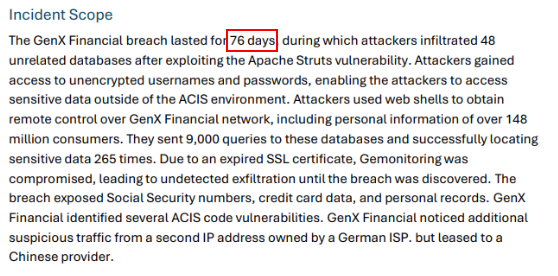 Incident Scope
The GenX Financial breach lasted for 76 days, during which attackers infiltrated 48
unrelated databases after exploiting the Apache Struts vulnerability. Attackers gained
access to unencrypted usernames and passwords, enabling the attackers to access
sensitive data outside of the ACIS environment. Attackers used web shells to obtain
remote control over GenX Financial network, including personal information of over 148
million consumers. They sent 9,000 queries to these databases and successfully locating
sensitive data 265 times. Due to an expired SSL certificate, Gemonitoring was
compromised, leading to undetected exfiltration until the breach was discovered. The
breach exposed Social Security numbers, credit card data, and personal records. GenX
Financial identified several ACIS code vulnerabilities. GenX Financial noticed additional
suspicious traffic from a second IP address owned by a German ISP. but leased to a
Chinese provider.